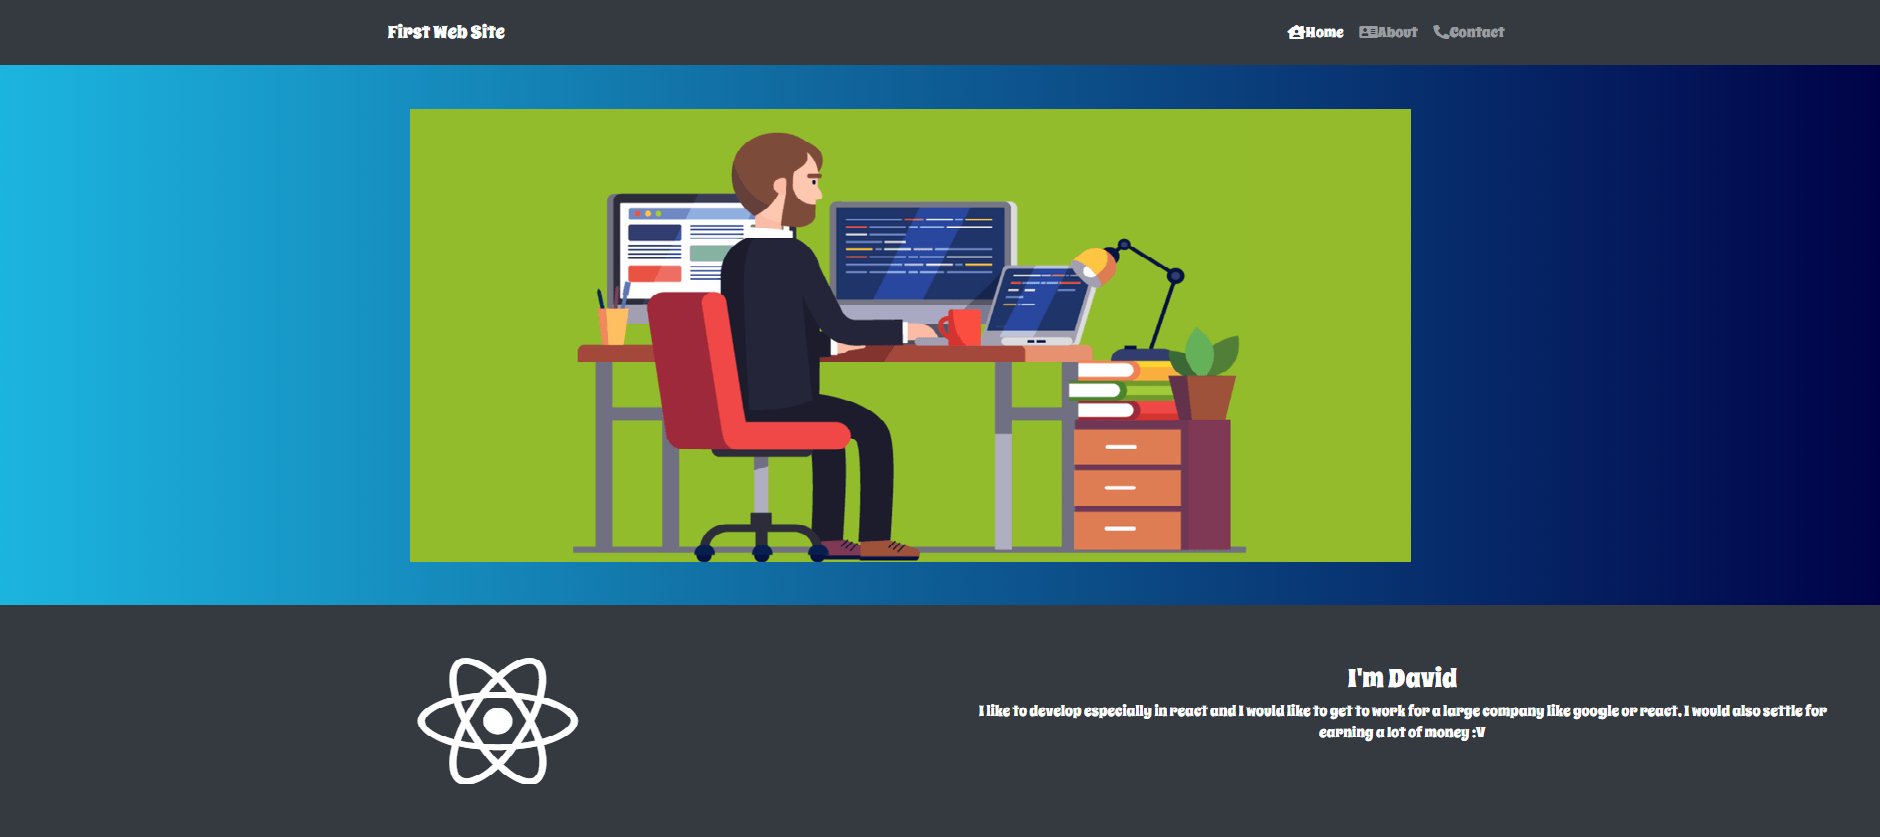 First Web Site
Home About Contact
I'm David
I like to develop especially in react and I would like to get to work for a large company like google or react. I would also settle for
earning a lot of money :V